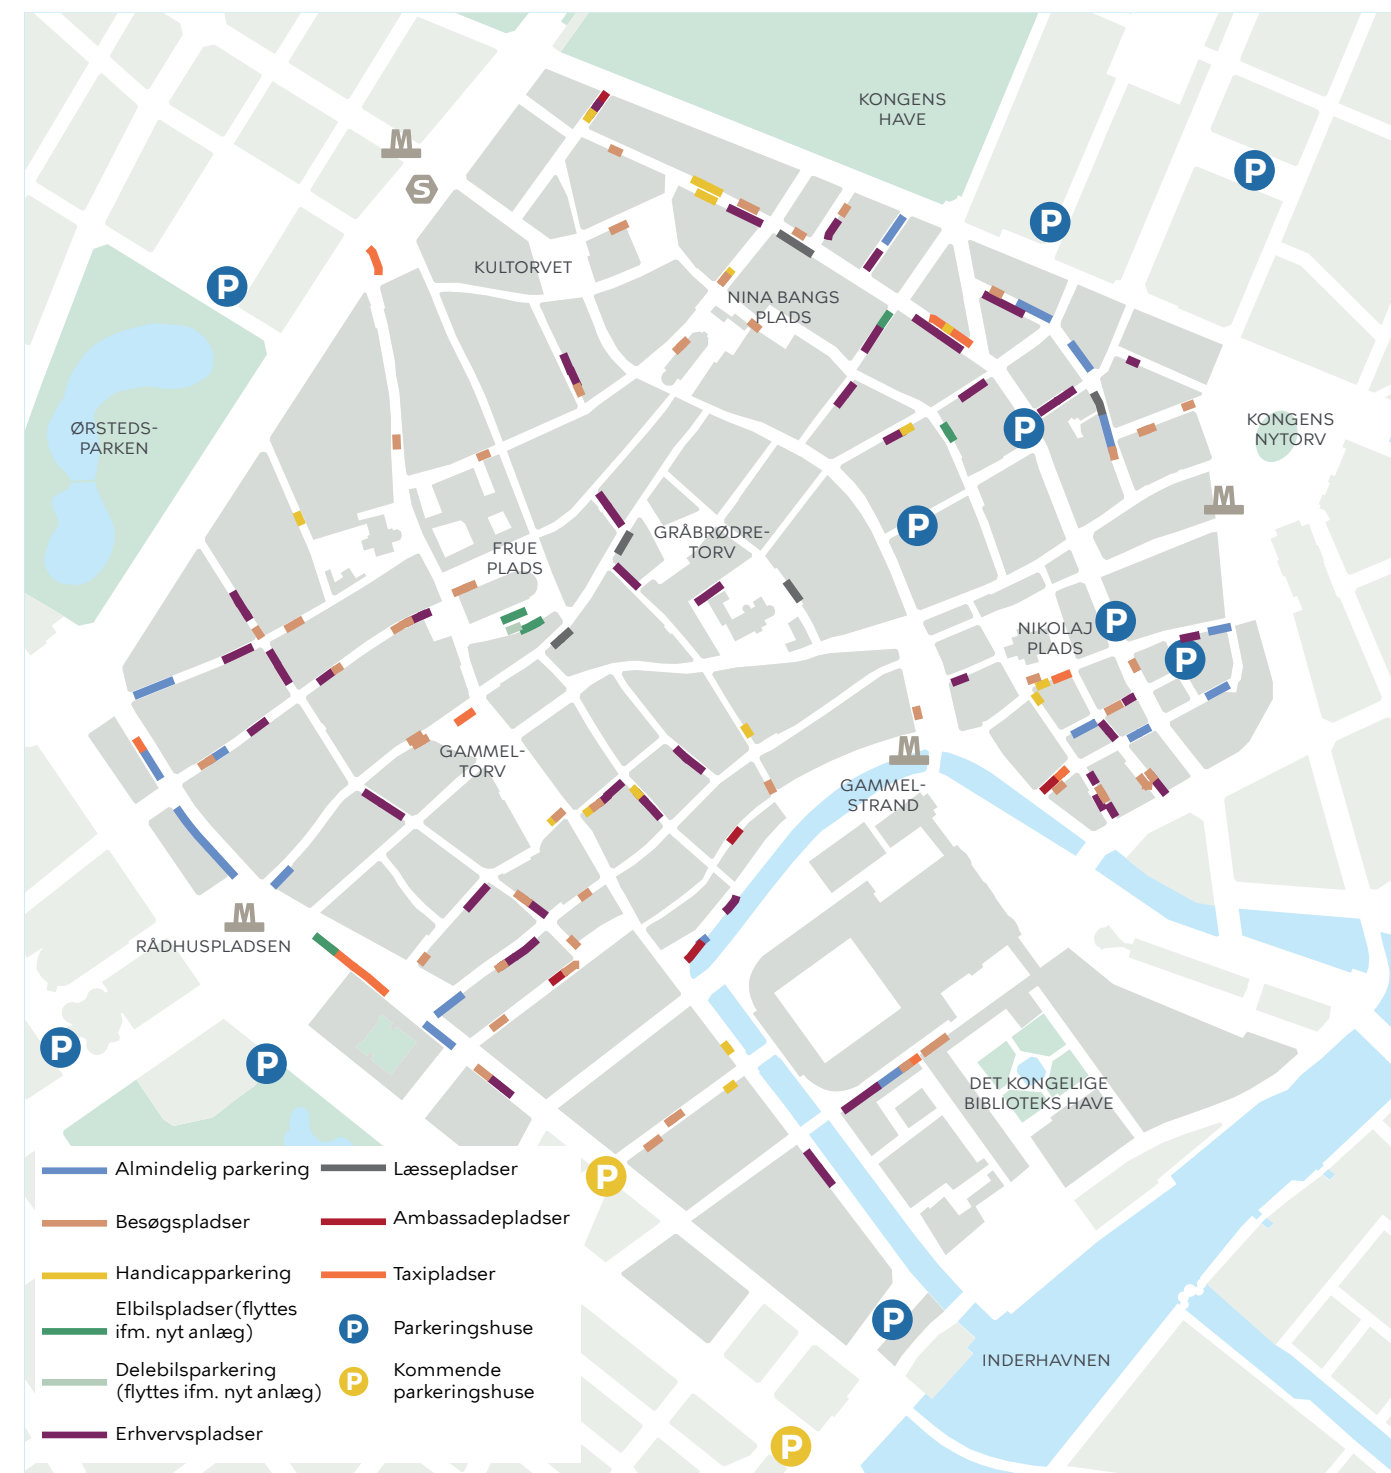 KONGENS
HAVE
M
S
P
P
P
KULTORVET
NINA BANGS
PLADS
ØRSTEDS-
PARKEN
P
KONGENS
NYTORV
M
P
GRÅBRØDRE-
TORV
FRUE
PLADS
NIKOLAJ
PLADS
P
P
GAMMEL-
TORV
M
GAMMEL-
STRAND
M
RÅDHUSPLADSEN
P
P
DET KONGELIGE
BIBLIOTEKS HAVE
P
P
INDERHAVNEN
P
Almindelig parkering
Besøgspladser
Handicapparkering
Elbilspladser(flyttes
ifm. nyt anlæg)
Delebilsparkering
(flyttes ifm. nyt anlæg)
Erhvervspladser
Læssepladser
Ambassadepladser
Taxipladser
P Parkeringshuse
P Kommende
parkeringshuse